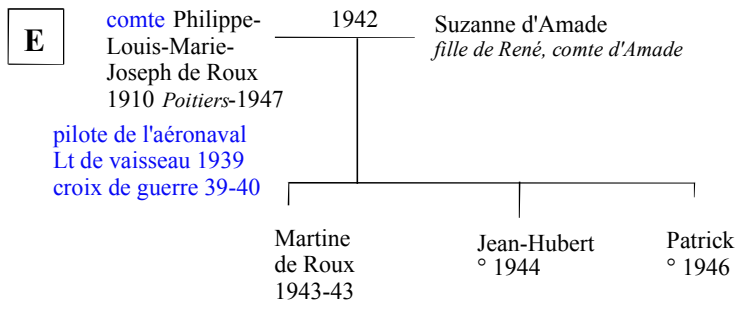 E
comte Philippe-
Louis-Marie-
Joseph de Roux
1910 Poitiers-1947
pilote de l'aéronaval
Lt de vaisseau 1939
croix de guerre 39-40
1942
Suzanne d'Amade
fille de René, comte d'Amade
Martine
de Roux
1943-43
Jean-Hubert
° 1944
Patrick
° 1946